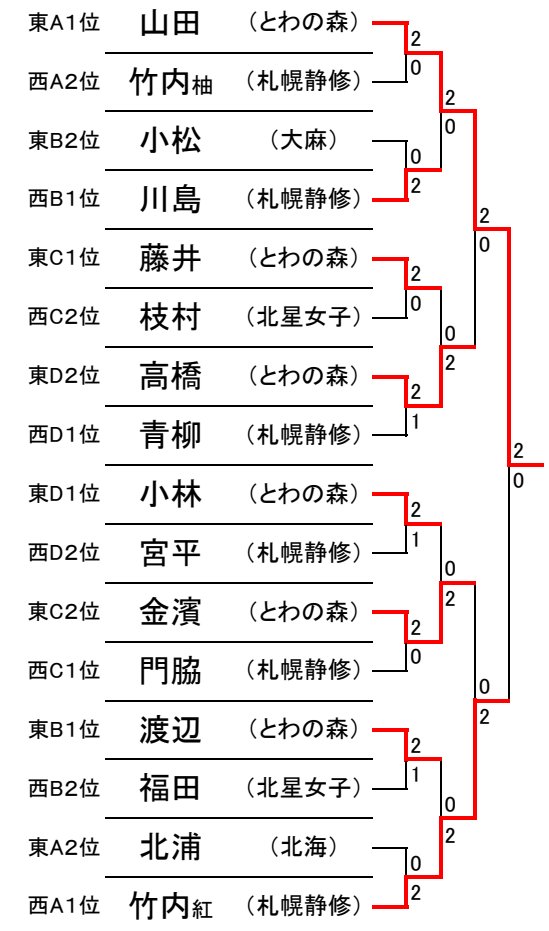 東A1位 山田 （とわの森）
2
西A2位 竹内柚 （札幌静修）
0
2
0
東B2位 小松 （大麻）
0
西B1位 川島 （札幌静修）
2
2
0
東C1位 藤井 （とわの森）
2
西C2位 枝村 （北星女子）
0
0
2
東D2位 高橋 （とわの森）
2
西D1位 青柳 （札幌静修）
1
2
0
東D1位 小林 （とわの森）
2
西D2位 宮平 （札幌静修）
1
0
2
東C2位 金濱 （とわの森）
2
西C1位 門脇 （札幌静修）
0
0
2
東B1位 渡辺 （とわの森）
2
西B2位 福田 （北星女子）
1
0
2
東A2位 北浦 （北海）
0
西A1位 竹内紅 （札幌静修）
2